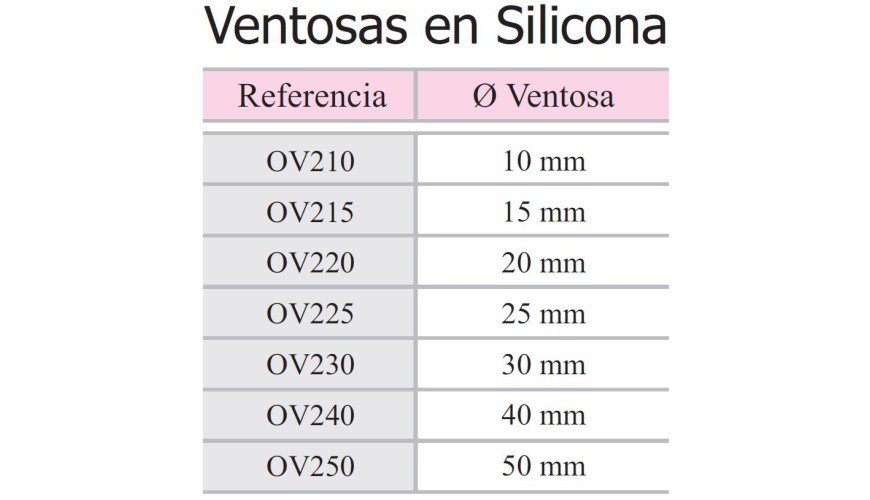 Ventosas en Silicona
Referencia Ø Ventosa
OV210 10 mm
OV215 15 mm
OV220 20 mm
OV225 25 mm
OV230 30 mm
OV240 40 mm
OV250 50 mm